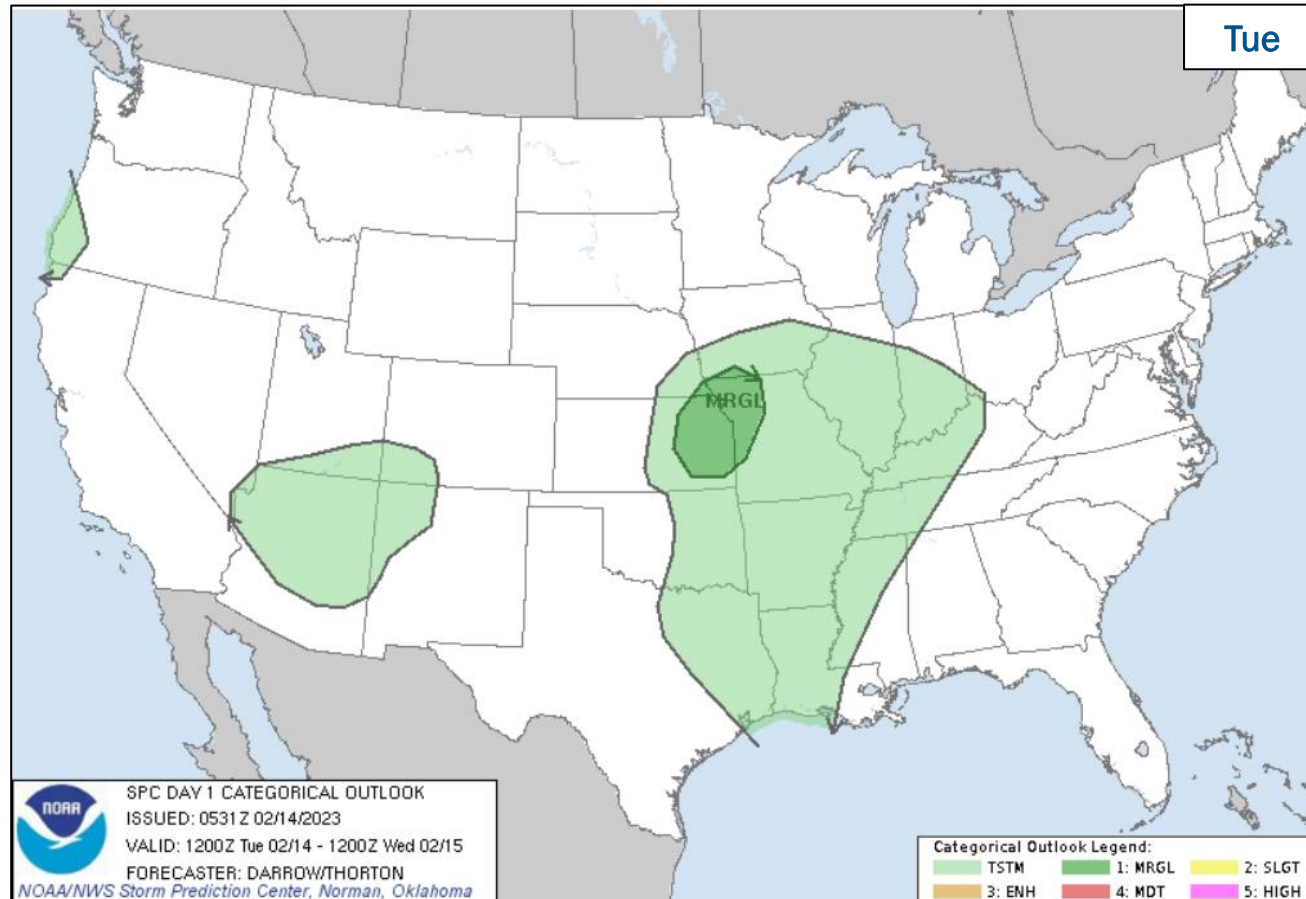 Tue
MRGL
NOAA
SPC DAY 1 CATEGORICAL OUTLOOK
ISSUED: 0531Z 02/14/2023
VALID: 1200Z Tue 02/14 - 1200Z Wed 02/15
FORECASTER: DARROW/THORTON
NOAA/NWS Storm Prediction Center, Norman, Oklahoma
Categorical Outlook Legend:
TSTM 1: MRGL 2: SLGT
3: ENH 4: MDT 5: HIGH